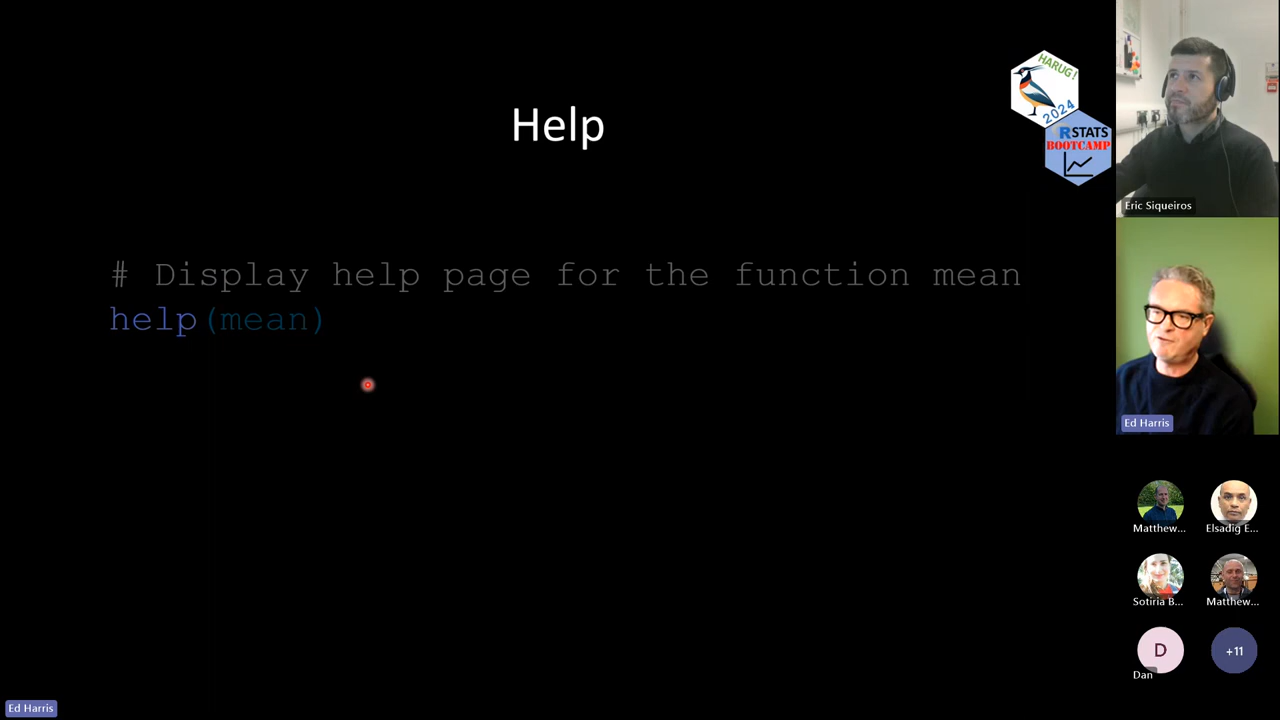 Help
# Display help page for the function mean
help(mean)
HARUG!
2024
RSTATS
BOOTCAMP
Eric Siqueiros
Ed Harris
Matthew...
Elsadig E...
Sotiria B...
Matthew...
D
Dan
+11
Ed Harris